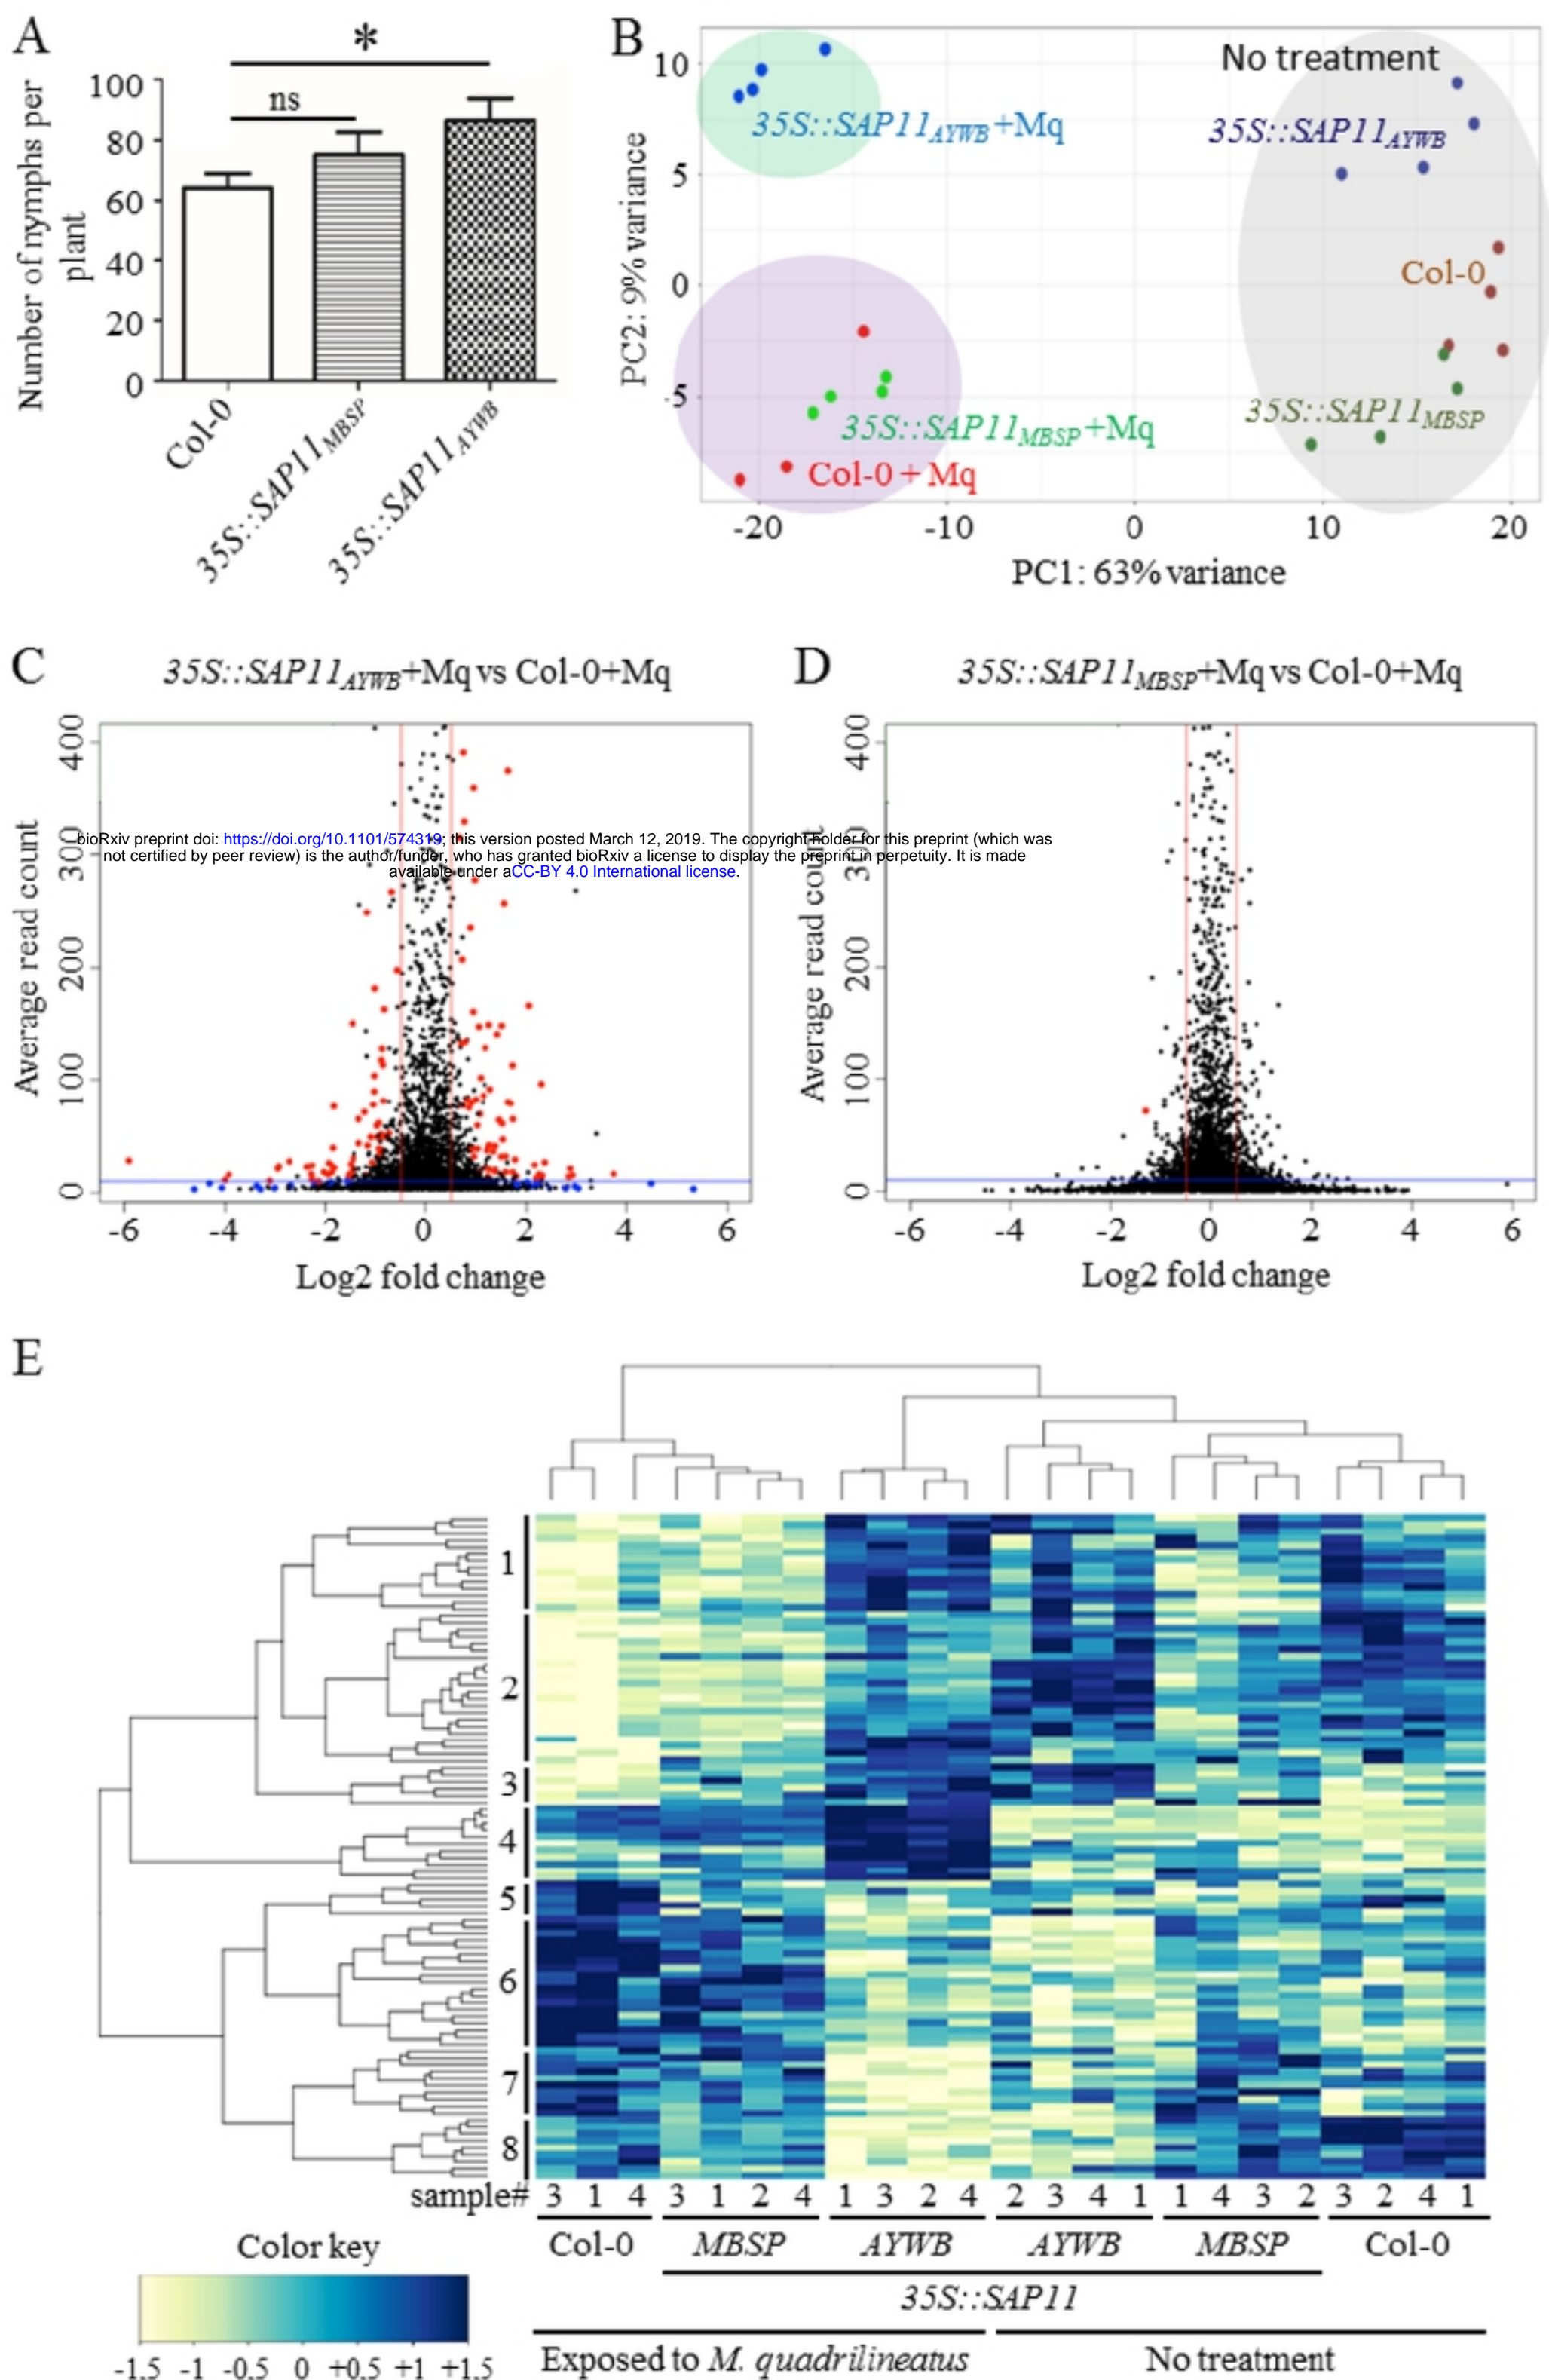 A
*
ns
Number of nymphs per
plant
100
80
60
40
20
0
Col-0
35S::SAP11MBSP
35S::SAP11AYWB
B
PC2: 9% variance
10
5
0
-5
No treatment
35S::SAP11AYWB+Mq
35S::SAP11AYWB
Col-0
35S::SAP11MBSP+Mq
35S::SAP11MBSP
Col-0 + Mq
-20 -10 0 10 20
PC1: 63% variance
C
35S::SAP11AYWB+Mq vs Col-0+Mq
Average read count
400
300
200
100
0
-6 -4 -2 0 2 4 6
Log2 fold change
D
35S::SAP11MBSP+Mq vs Col-0+Mq
Average read count
400
300
200
100
0
-6 -4 -2 0 2 4 6
Log2 fold change
bioRxiv preprint doi: https://doi.org/10.1101/574319; this version posted March 12, 2019. The copyright holder for this preprint (which was
not certified by peer review) is the author/funder, who has granted bioRxiv a license to display the preprint in perpetuity. It is made
available under aCC-BY 4.0 International license.
E
1
2
3
4
5
6
7
8
sample# 3 1 4 3 1 2 4 1 3 2 4 2 3 4 1 1 4 3 2 3 2 4 1
Col-0 MBSP AYWB AYWB MBSP Col-0
35S::SAP11
Exposed to M. quadrilineatus No treatment
Color key
-1,5 -1 -0,5 0 +0,5 +1 +1,5